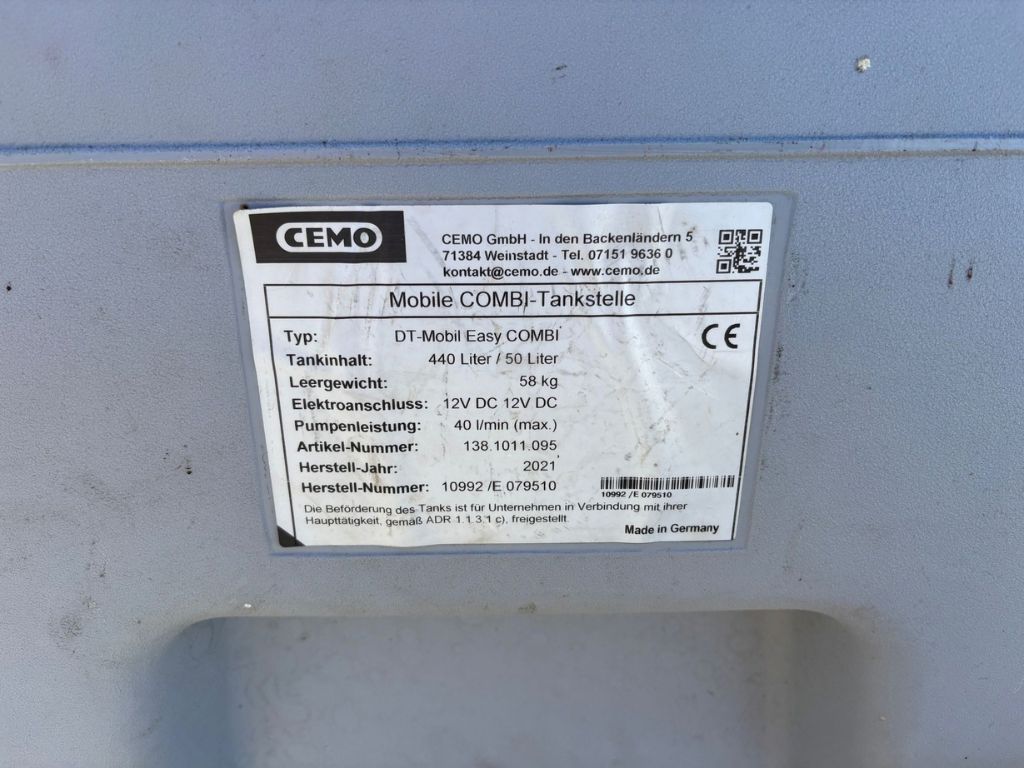 CEMO
CEMO GmbH - In den Backenländern 5
71384 Weinstadt - Tel. 07151 9636 0
kontakt@cemo.de - www.cemo.de
Mobile COMBI-Tankstelle
Typ: DT-Mobil Easy COMBI
CE
Tankinhalt: 440 Liter / 50 Liter
Leergewicht: 58 kg
Elektroanschluss: 12V DC 12V DC
Pumpenleistung: 40 l/min (max.)
Artikel-Nummer: 138.1011.095
Herstell-Jahr: 2021
Herstell-Nummer: 10992 /E 079510
10992 /E 079510
Die Beförderung des Tanks ist für Unternehmen in Verbindung mit ihrer
Haupttätigkeit, gemäß ADR 1.1.3.1 c), freigestellt.
Made in Germany